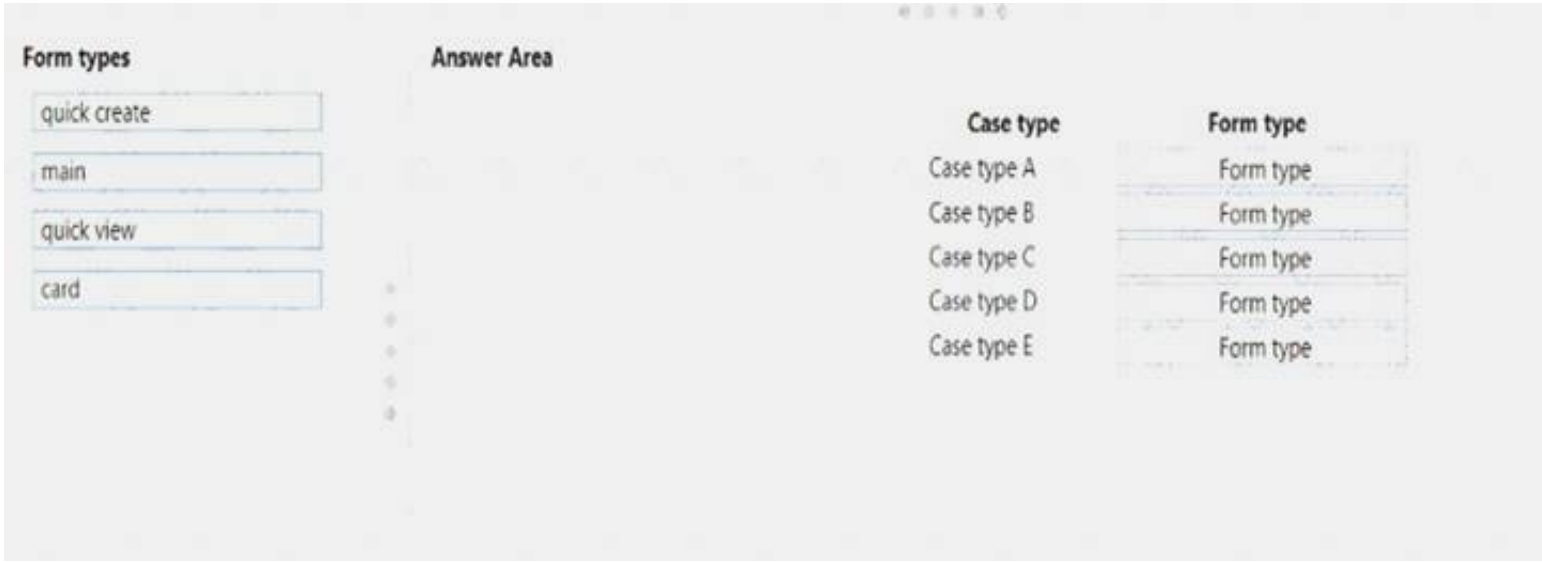 Form types
quick create
main
quick view
card
Answer Area
Case type Form type
Case type A Form type
Case type B Form type
Case type C Form type
Case type D Form type
Case type E Form type